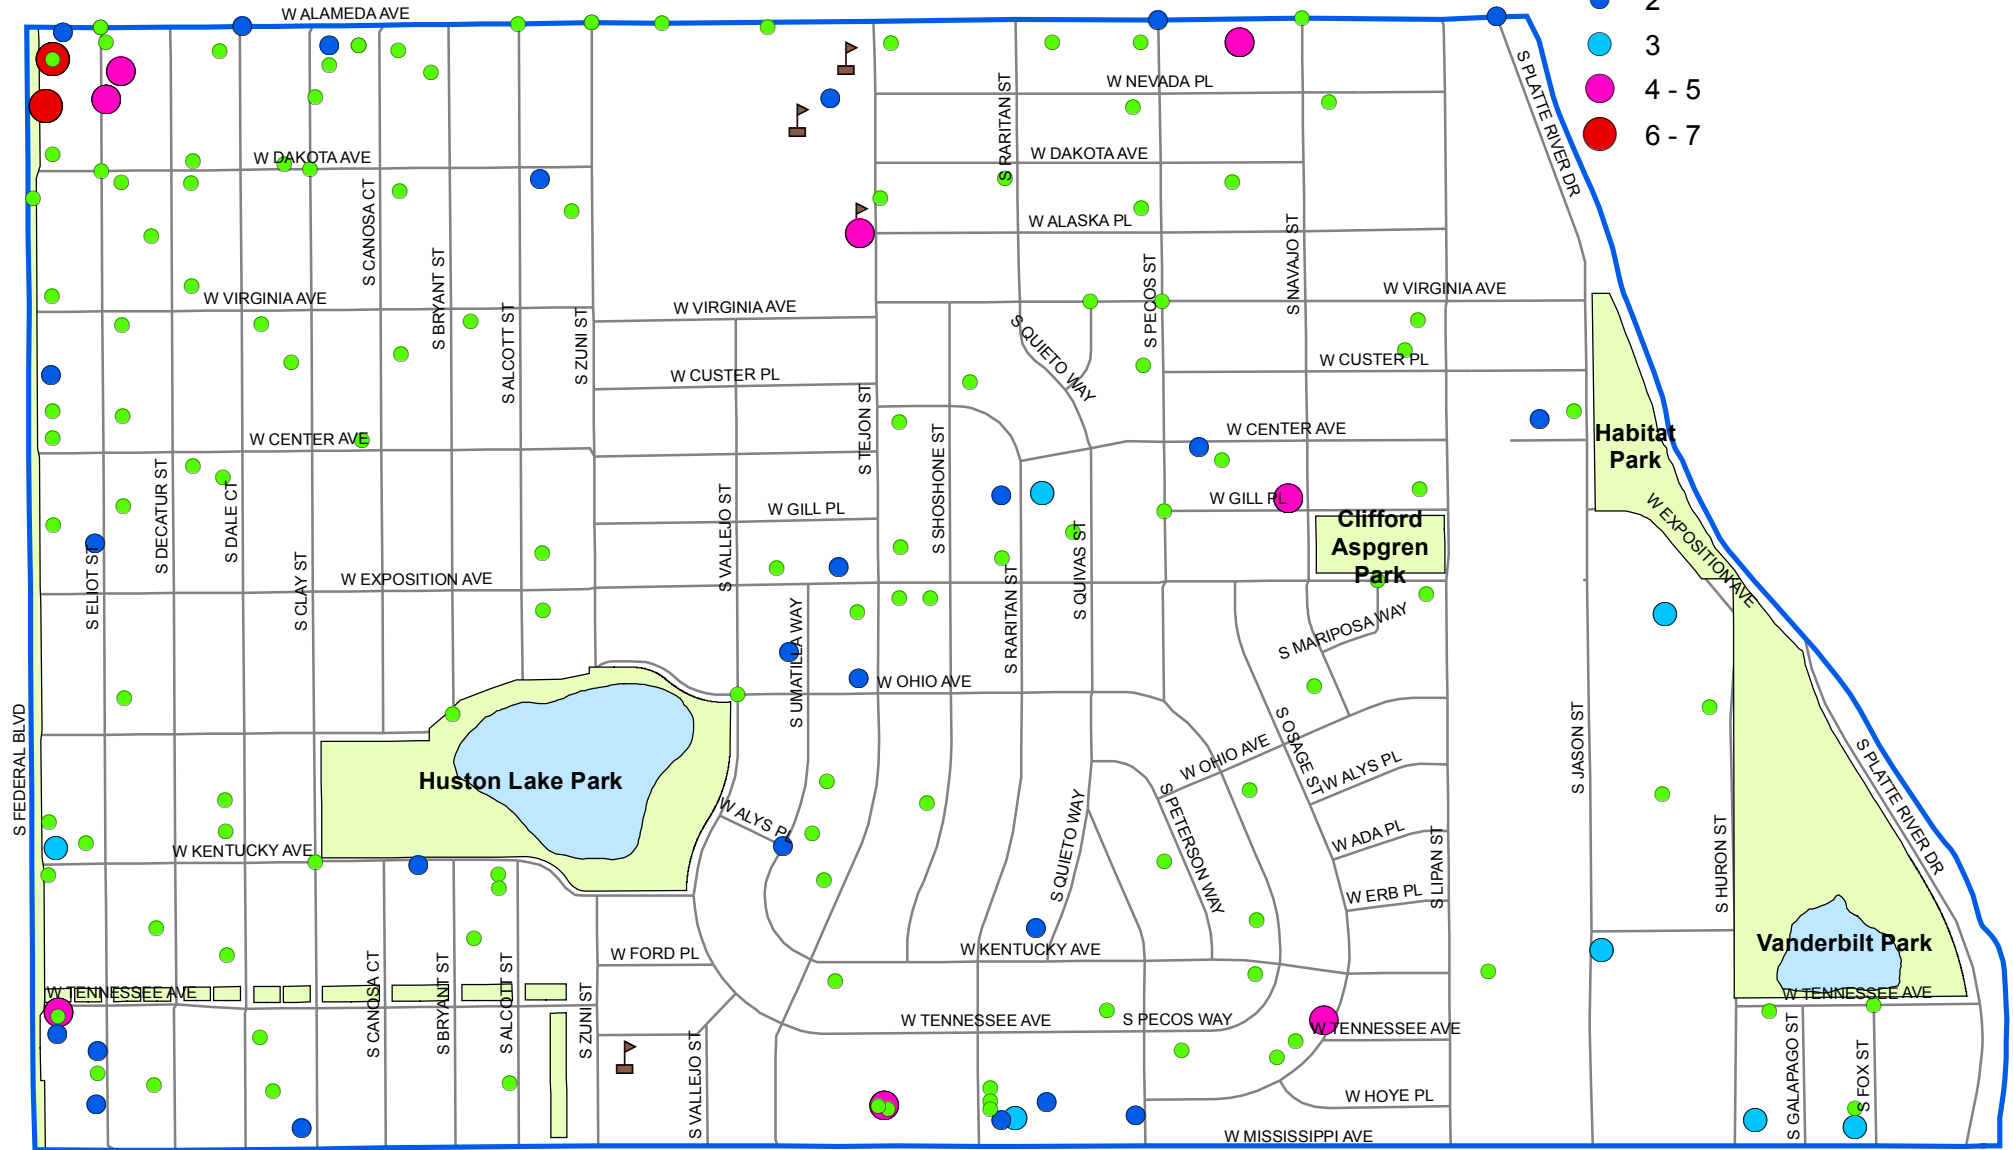 W ALAMEDA AVE
2
3
4 - 5
6 - 7
S PLATTE RIVER DR
W NEVADA PL
S RARITAN ST
W DAKOTA AVE
W DAKOTA AVE
S CANOSA CT
W ALASKA PL
S NAVAJO ST
S BRYANT ST
S PECOS ST
W VIRGINIA AVE
W VIRGINIA AVE
W VIRGINIA AVE
S ALCOTT ST
S ZUNI ST
S QUIETO WAY
W CUSTER PL
W CUSTER PL
S TEJON ST
W CENTER AVE
W CENTER AVE
Habitat
Park
S SHOSHONE ST
S DECATUR ST
S DALE CT
S VALLEJO ST
W GILL PL
W GILL PL
Clifford
Aspgren
Park
W EXPOSITION AVE
S ELIOT ST
S CLAY ST
W EXPOSITION AVE
S QUIVAS ST
S RARITAN ST
S UMATILLA WAY
S MARIPOSA WAY
W OHIO AVE
S FEDERAL BLVD
S OSAGE ST
W OHIO AVE
S JASON ST
W ALYS PL
S PLATTE RIVER DR
Huston Lake Park
W ALYS PL
S QUIETO WAY
S PETERSON WAY
W ADA PL
S LIPAN ST
S HURON ST
W KENTUCKY AVE
W ERB PL
W FORD PL
W KENTUCKY AVE
Vanderbilt Park
W TENNESSEE AVE
W TENNESSEE AVE
S CANOSA CT
S BRYANT ST
S ALCOTT ST
S ZUNI ST
W TENNESSEE AVE
S PECOS WAY
W TENNESSEE AVE
S VALLEJO ST
S GALAPAGO ST
S FOX ST
W HOYE PL
W MISSISSIPPI AVE